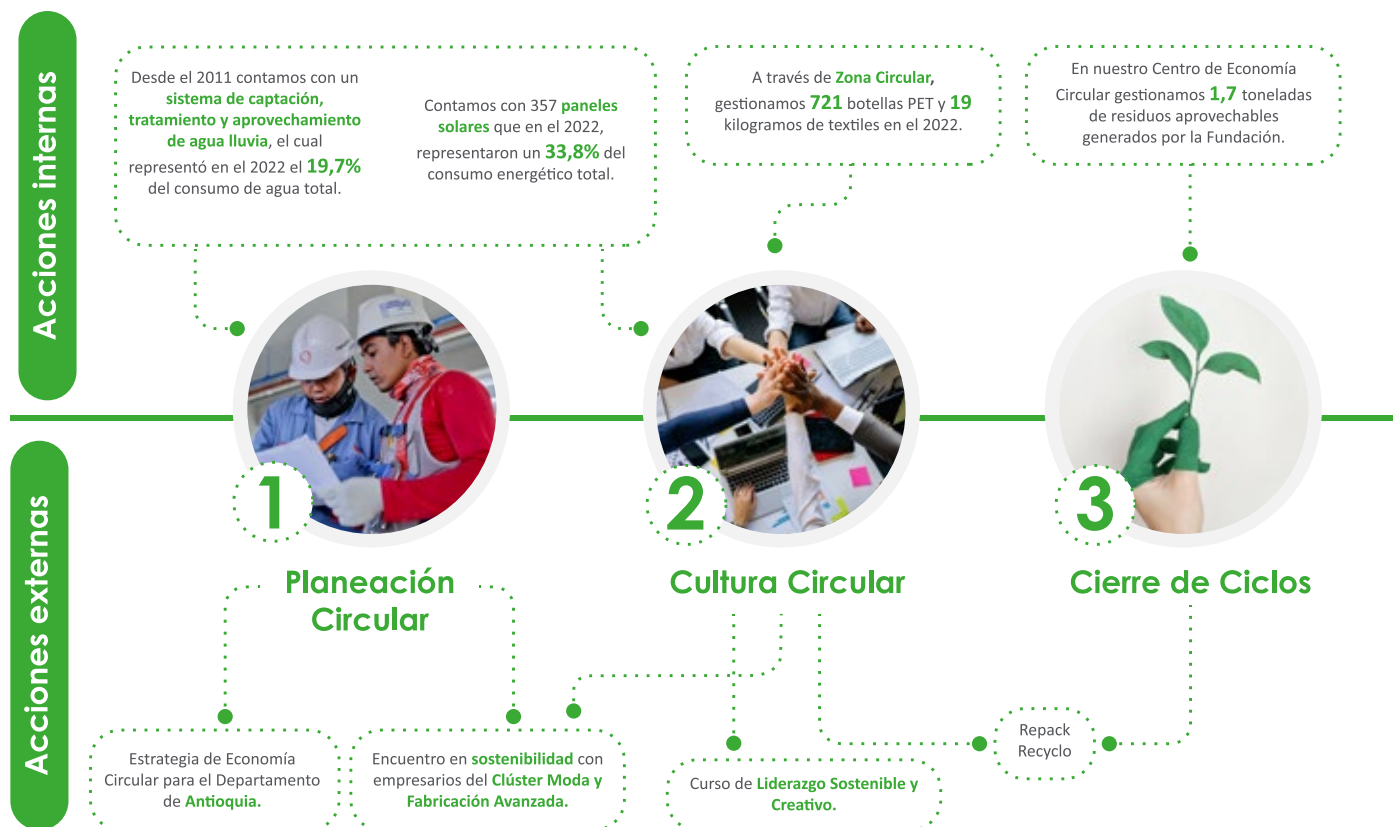 Acciones internas
Desde el 2011 contamos con un
sistema de captación,
tratamiento y aprovechamiento
de agua lluvia, el cual
representó en el 2022 el 19,7%
del consumo de agua total.
Contamos con 357 paneles
solares que en el 2022,
representaron un 33,8% del
consumo energético total.
A través de Zona Circular,
gestionamos 721 botellas PET y 19
kilogramos de textiles en el 2022.
En nuestro Centro de Economía
Circular gestionamos 1,7 toneladas
de residuos aprovechables
generados por la Fundación.
1
2
3
Planeación
Circular
Cultura Circular
Cierre de Ciclos
Acciones externas
Estrategia de Economía
Circular para el Departamento
de Antioquia.
Encuentro en sostenibilidad con
empresarios del Clúster Moda y
Fabricación Avanzada.
Curso de Liderazgo Sostenible y
Creativo.
Repack
Recyclo